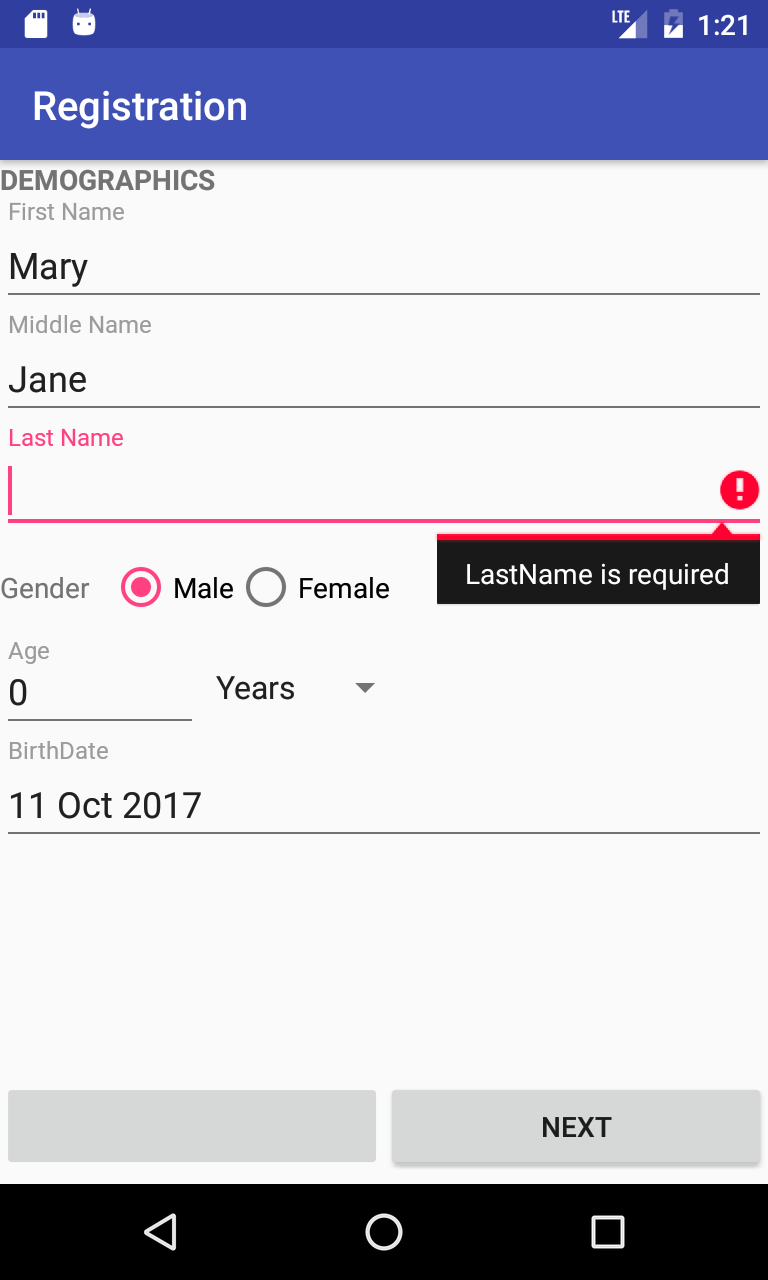 LTE 1:21
Registration
DEMOGRAPHICS
First Name
Mary
Middle Name
Jane
Last Name
!
LastName is required
Gender Male Female
Age
0 Years
BirthDate
11 Oct 2017
NEXT